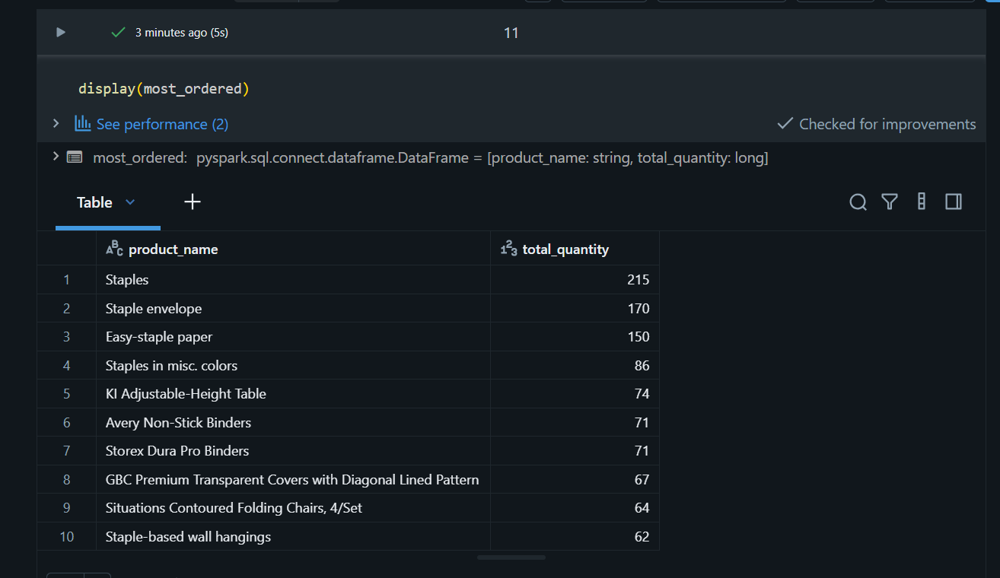 3 minutes ago (5s) 11
display(most_ordered)
See performance (2) Checked for improvements
most_ordered: pyspark.sql.connect.dataframe.DataFrame = [product_name: string, total_quantity: long]
Table
product_name total_quantity
1 Staples 215
2 Staple envelope 170
3 Easy-staple paper 150
4 Staples in misc. colors 86
5 KI Adjustable-Height Table 74
6 Avery Non-Stick Binders 71
7 Storex Dura Pro Binders 71
8 GBC Premium Transparent Covers with Diagonal Lined Pattern 67
9 Situations Contoured Folding Chairs, 4/Set 64
10 Staple-based wall hangings 62